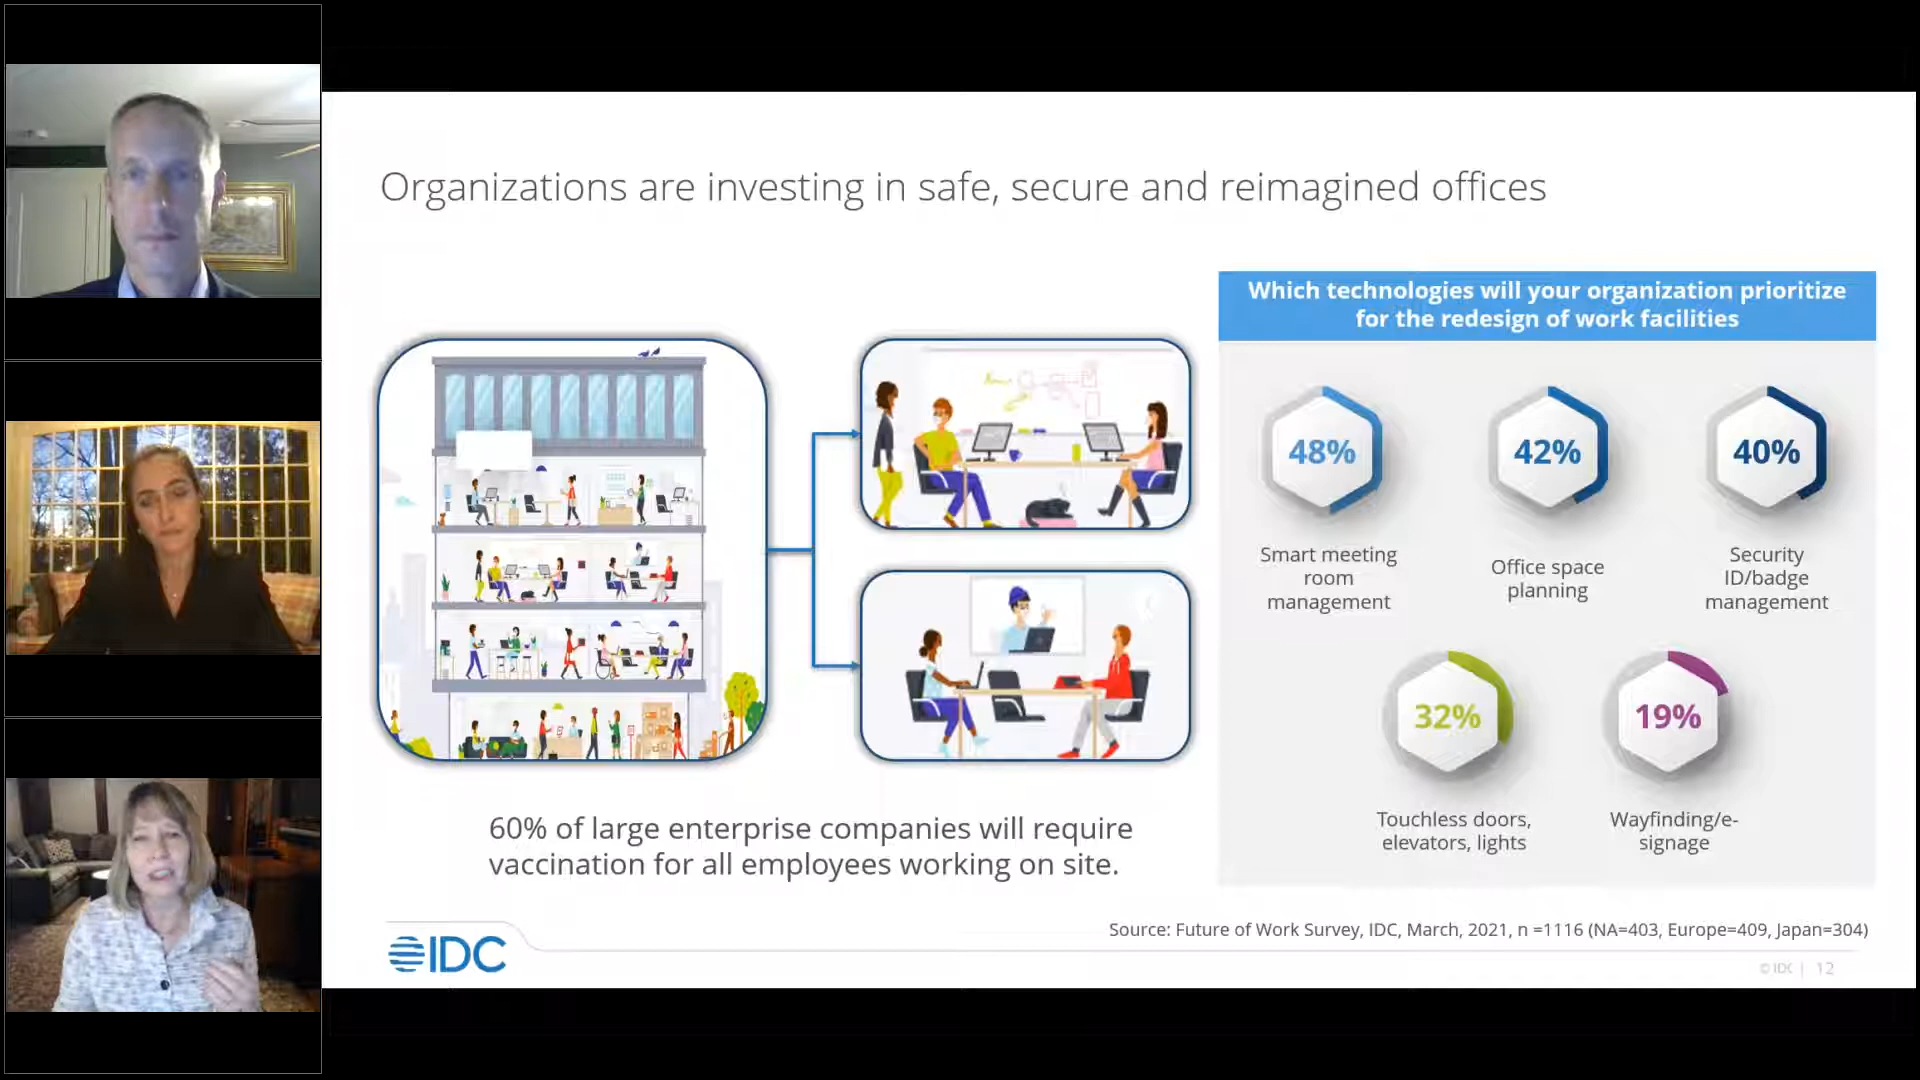 Organizations are investing in safe, secure and reimagined offices
Which technologies will your organization prioritize
for the redesign of work facilities
48%
42%
40%
Smart meeting
room
management
Office space
planning
Security
ID/badge
management
32%
19%
Touchless doors,
elevators, lights
Wayfinding/e-
signage
60% of large enterprise companies will require
vaccination for all employees working on site.
Source: Future of Work Survey, IDC, March, 2021, n =1116 (NA=403, Europe=409, Japan=304)
IDC
© IDC | 12